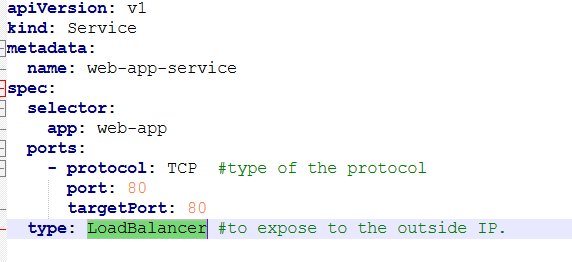 apiVersion: v1
kind: Service
metadata:
  name: web-app-service
spec:
  selector:
    app: web-app
  ports:
    - protocol: TCP  #type of the protocol
      port: 80
      targetPort: 80
  type: LoadBalancer #to expose to the outside IP.